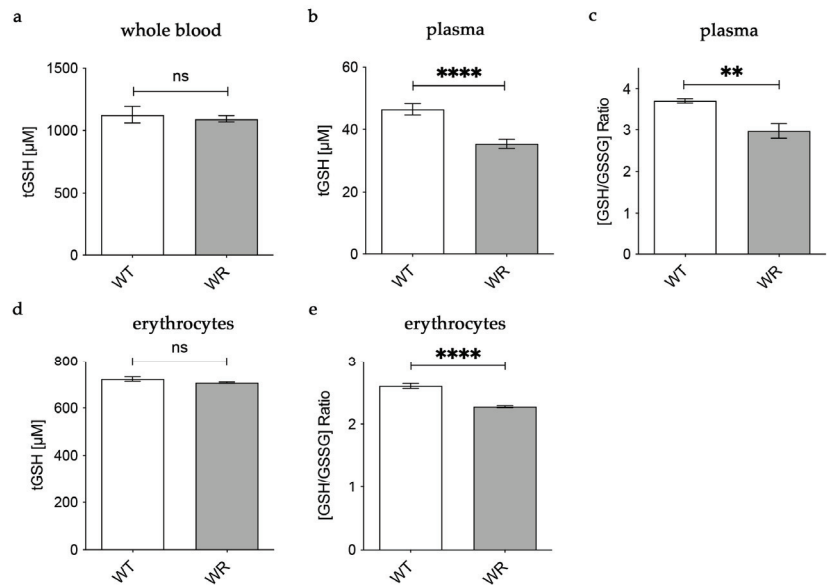 a
whole blood
ns
tGSH [µM]
1500
1000
500
0
WT
WR
b
plasma
****
tGSH [µM]
60
40
20
0
WT
WR
c
plasma
**
[GSH/GSSG] Ratio
4
3
2
1
0
WT
WR
d
erythrocytes
ns
tGSH [µM]
800
600
400
200
0
WT
WR
e
erythrocytes
****
[GSH/GSSG] Ratio
3
2
1
0
WT
WR